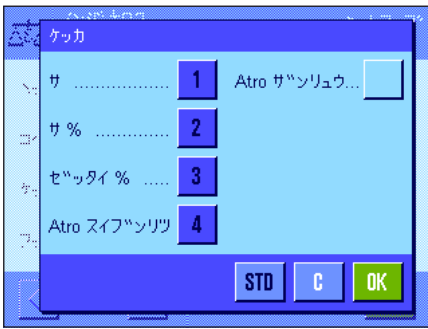 ケッカ
サ .................. 1
Atro ザンリュウ...
サ % .............. 2
ゼッタイ % ..... 3
Atro スイブンリツ 4
STD C OK